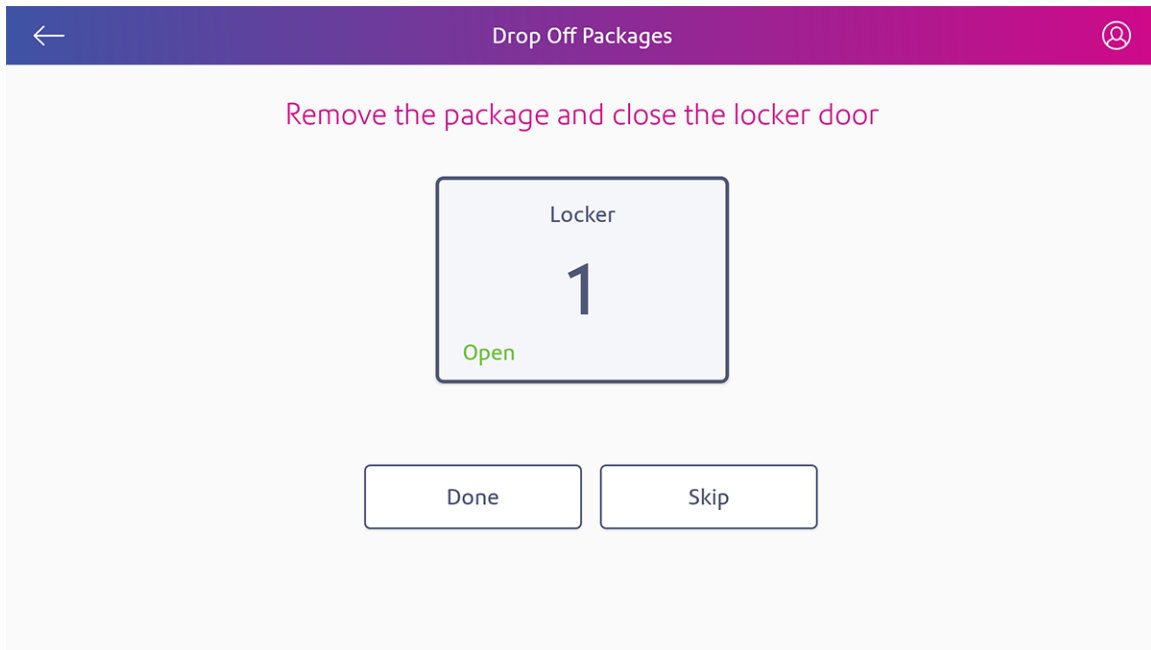 Drop Off Packages
Remove the package and close the locker door
Locker
1
Open
Done
Skip